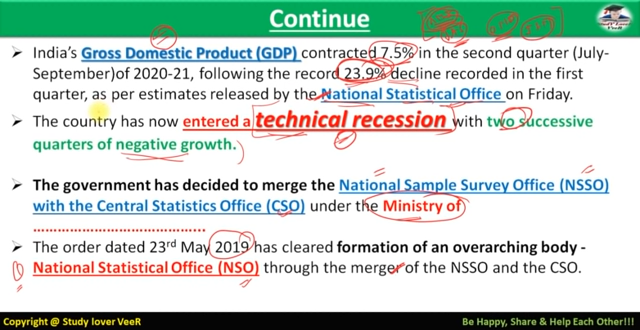 Continue
➢ India's Gross Domestic Product (GDP) contracted 7.5% in the second quarter (July-
September)of 2020-21, following the record 23.9% decline recorded in the first
quarter, as per estimates released by the National Statistical Office on Friday.
➢ The country has now entered a technical recession with two successive
quarters of negative growth.
➢ The government has decided to merge the National Sample Survey Office (NSSO)
with the Central Statistics Office (CSO) under the Ministry of
..........................................
➢ The order dated 23rd May 2019 has cleared formation of an overarching body -
National Statistical Office (NSO) through the merger of the NSSO and the CSO.
Copyright @ Study lover VeeR
Be Happy, Share & Help Each Other!!!